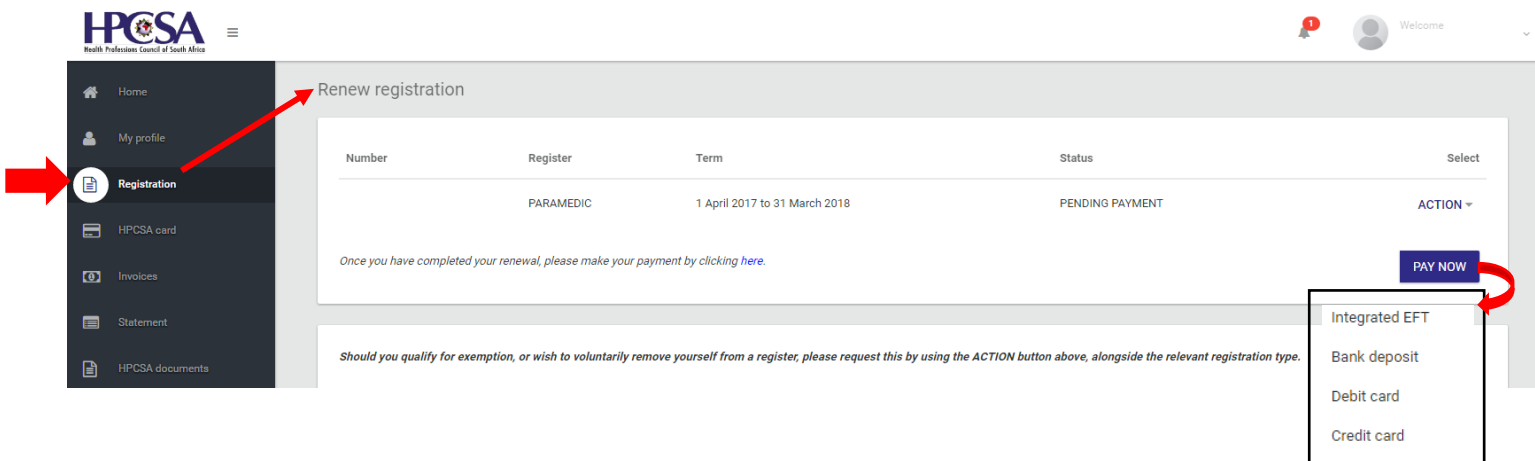 HPCSA
Health Professions Council of South Africa
1
Welcome
Home
My profile
Registration
HPCSA card
Invoices
Statement
HPCSA documents
Renew registration
Number Register Term Status Select
PARAMEDIC 1 April 2017 to 31 March 2018 PENDING PAYMENT ACTION
Once you have completed your renewal, please make your payment by clicking here.
PAY NOW
Integrated EFT
Bank deposit
Debit card
Credit card
Should you qualify for exemption, or wish to voluntarily remove yourself from a register, please request this by using the ACTION button above, alongside the relevant registration type.